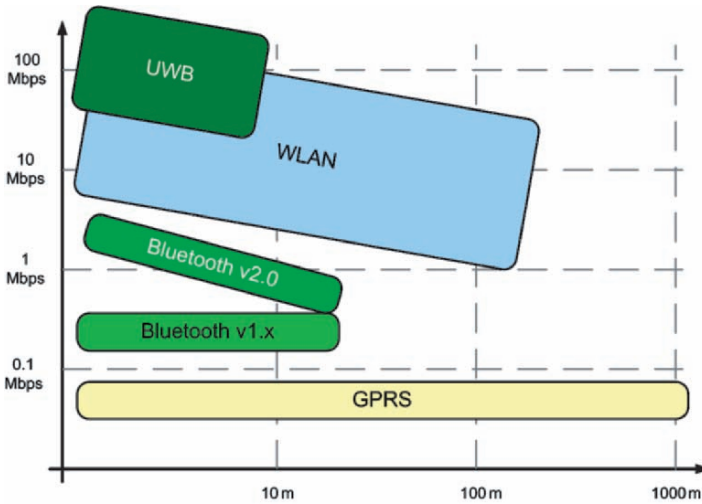 100
Mbps
UWB
WLAN
10
Mbps
Bluetooth v2.0
1
Mbps
Bluetooth v1.x
0.1
Mbps
GPRS
10 m
100 m
1000 m